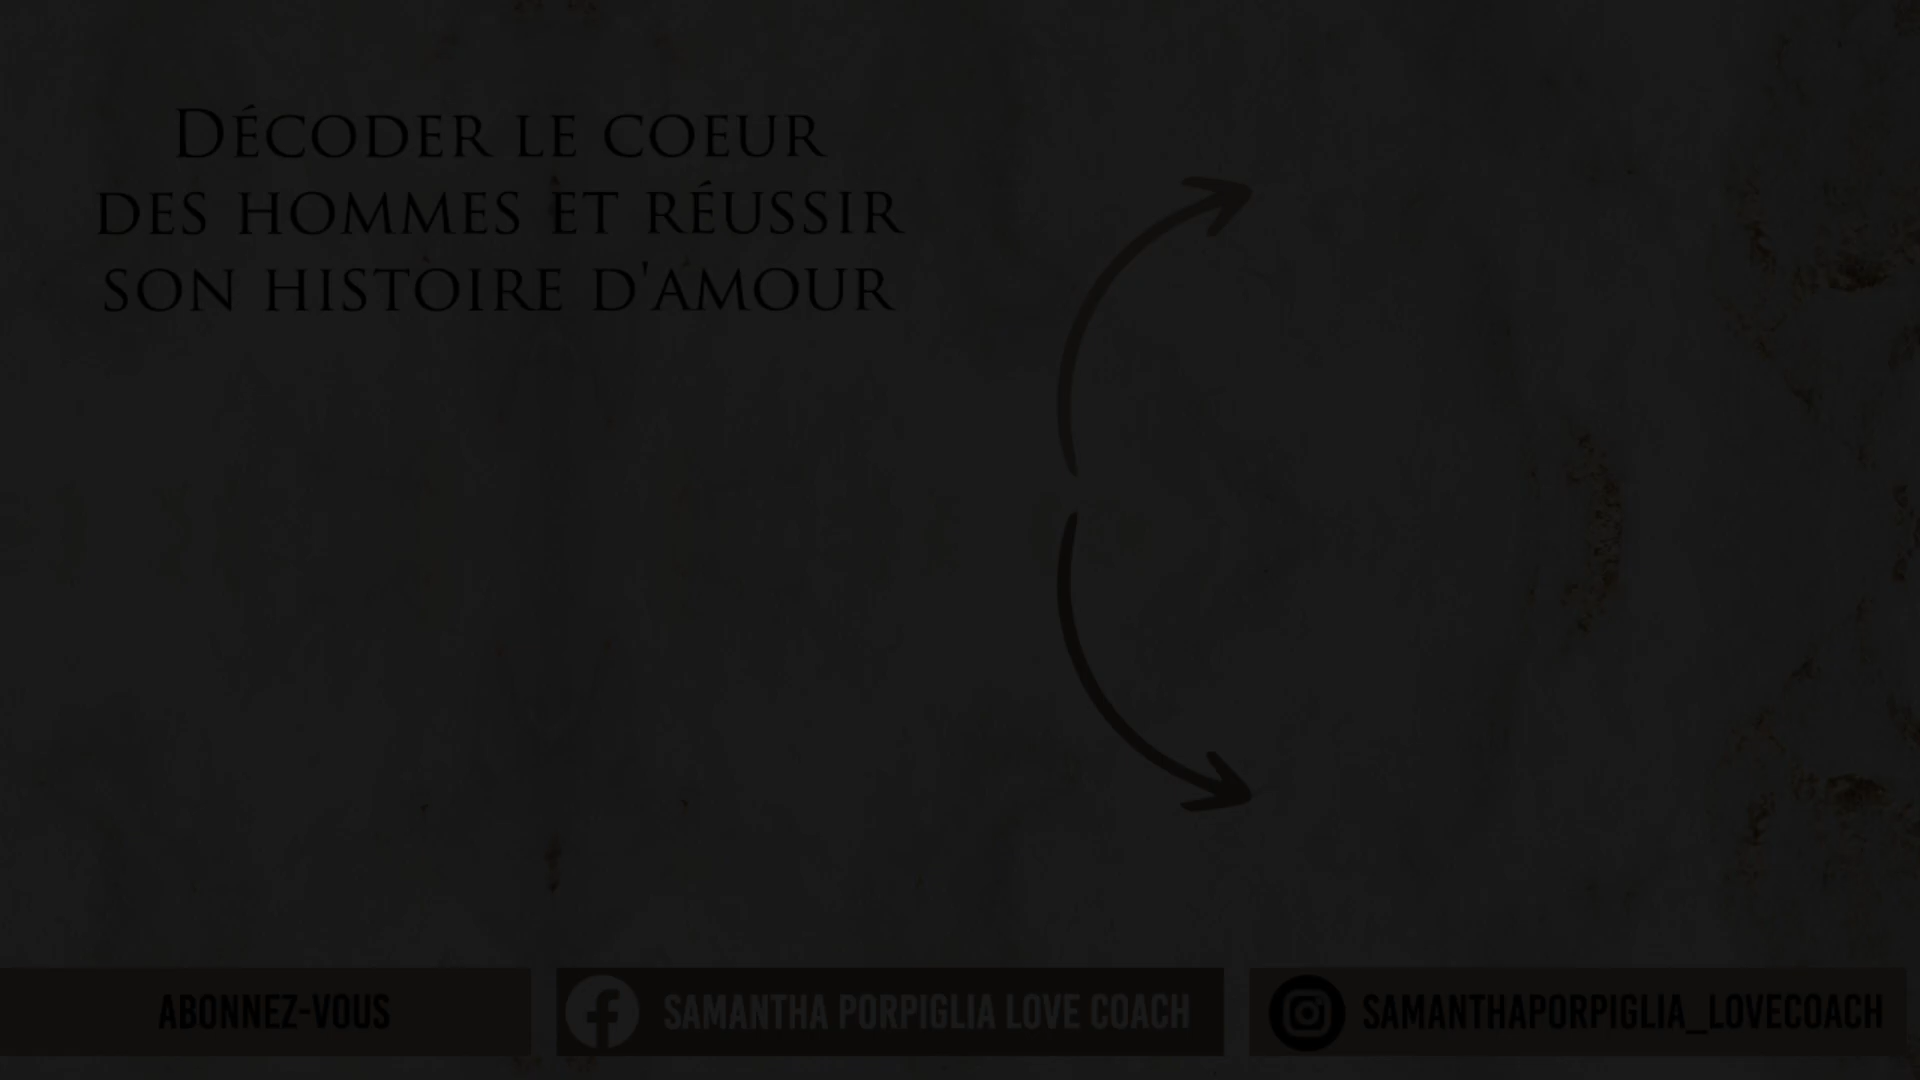 DÉCODER LE COEUR
DES HOMMES ET RÉUSSIR
SON HISTOIRE D'AMOUR
ABONNEZ-VOUS
SAMANTHA PORPIGLIA LOVE COACH
SAMANTHAPORPIGLIA_LOVECOACH